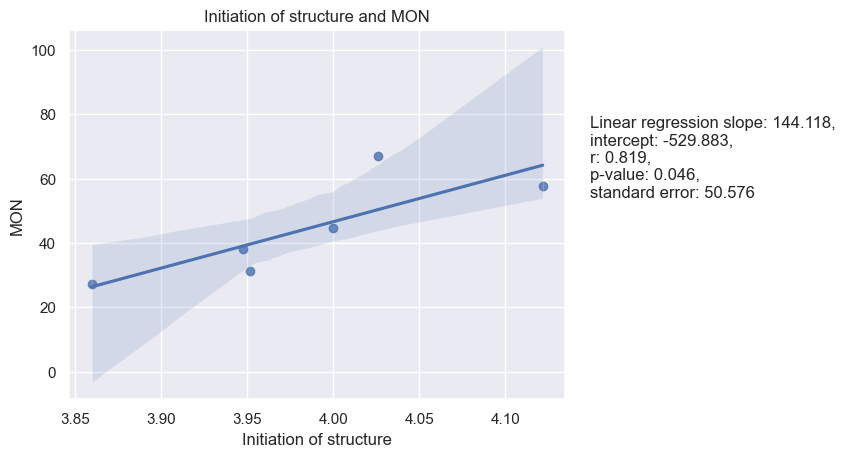 Initiation of structure and MON
100
80
60
40
20
0
MON
3.85 3.90 3.95 4.00 4.05 4.10
Initiation of structure
Linear regression slope: 144.118,
intercept: -529.883,
r: 0.819,
p-value: 0.046,
standard error: 50.576